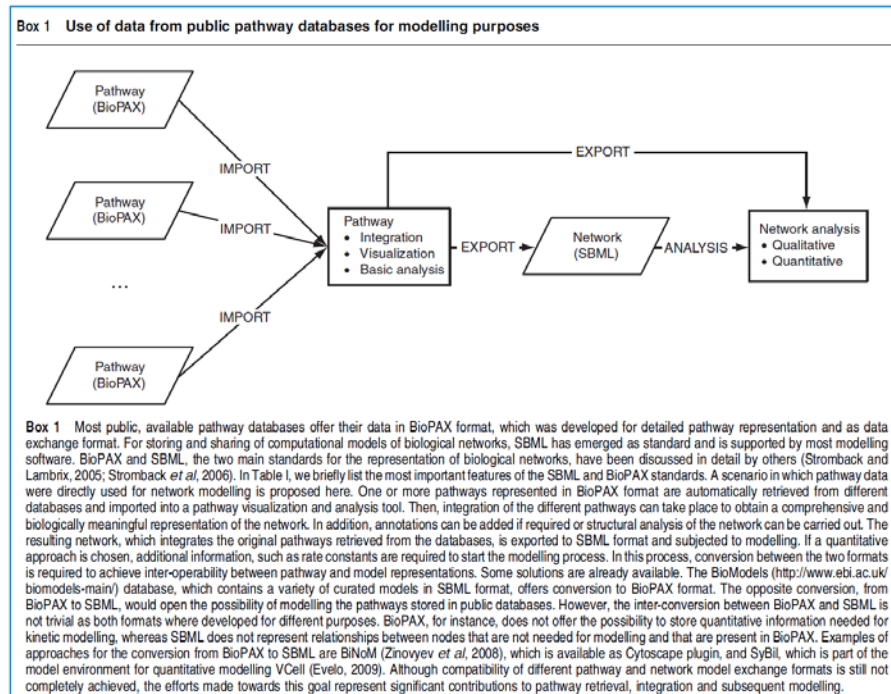 Box 1 Use of data from public pathway databases for modelling purposes
Pathway
(BioPAX)
IMPORT
EXPORT
Pathway
(BioPAX)
IMPORT
Pathway
• Integration
• Visualization
• Basic analysis
EXPORT
Network
(SBML)
ANALYSIS
Network analysis
• Qualitative
• Quantitative
...
IMPORT
Pathway
(BioPAX)
Box 1 Most public, available pathway databases offer their data in BioPAX format, which was developed for detailed pathway representation and as data
exchange format. For storing and sharing of computational models of biological networks, SBML has emerged as standard and is supported by most modelling
software. BioPAX and SBML, the two main standards for the representation of biological networks, have been discussed in detail by others (Stromback and
Lambrix, 2005; Stromback et al, 2006). In Table I, we briefly list the most important features of the SBML and BioPAX standards. A scenario in which pathway data
were directly used for network modelling is proposed here. One or more pathways represented in BioPAX format are automatically retrieved from different
databases and imported into a pathway visualization and analysis tool. Then, integration of the different pathways can take place to obtain a comprehensive and
biologically meaningful representation of the network. In addition, annotations can be added if required or structural analysis of the network can be carried out. The
resulting network, which integrates the original pathways retrieved from the databases, is exported to SBML format and subjected to modelling. If a quantitative
approach is chosen, additional information, such as rate constants are required to start the modelling process. In this process, conversion between the two formats
is required to achieve inter-operability between pathway and model representations. Some solutions are already available. The BioModels (http://www.ebi.ac.uk/
biomodels-main/) database, which contains a variety of curated models in SBML format, offers conversion to BioPAX format. The opposite conversion, from
BioPAX to SBML, would open the possibility of modelling the pathways stored in public databases. However, the inter-conversion between BioPAX and SBML is
not trivial as both formats where developed for different purposes. BioPAX, for instance, does not offer the possibility to store quantitative information needed for
kinetic modelling, whereas SBML does not represent relationships between nodes that are not needed for modelling and that are present in BioPAX. Examples of
approaches for the conversion from BioPAX to SBML are BiNoM (Zinovyev et al, 2008), which is available as Cytoscape plugin, and SyBil, which is part of the
model environment for quantitative modelling VCell (Evelo, 2009). Although compatibility of different pathway and network model exchange formats is still not
completely achieved, the efforts made towards this goal represent significant contributions to pathway retrieval, integration and subsequent modelling.